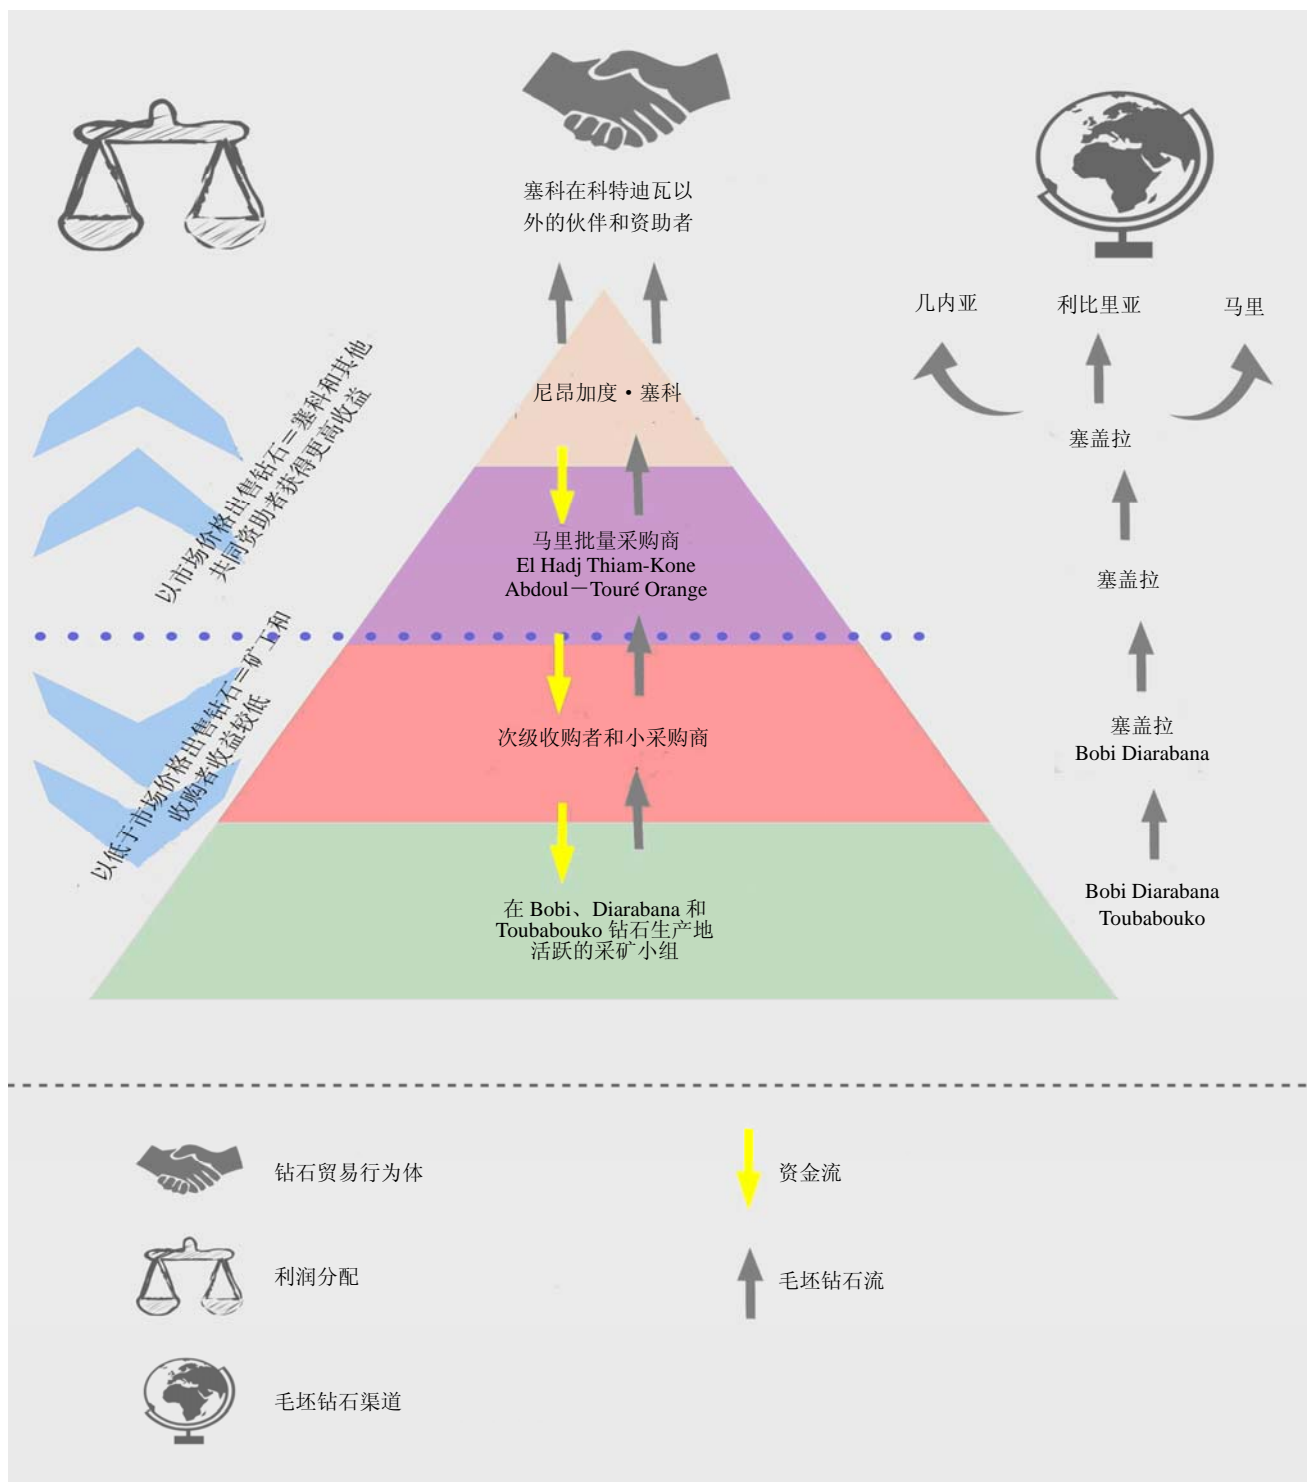 塞科在科特迪瓦以
外的伙伴和资助者
几内亚
利比里亚
马里
以市场价格出售钻石＝塞科和其他
共同资助者获得更高收益
尼昂加度·塞科
塞盖拉
马里批量采购商
El Hadj Thiam-Kone
Abdoul－Touré Orange
塞盖拉
以低于市场价格出售钻石＝矿工和
收购者收益较低
次级收购者和小采购商
塞盖拉
Bobi Diarabana
在 Bobi、Diarabana 和
Toubabouko 钻石生产地
活跃的采矿小组
Bobi Diarabana
Toubabouko
钻石贸易行为体
资金流
利润分配
毛坯钻石流
毛坯钻石渠道